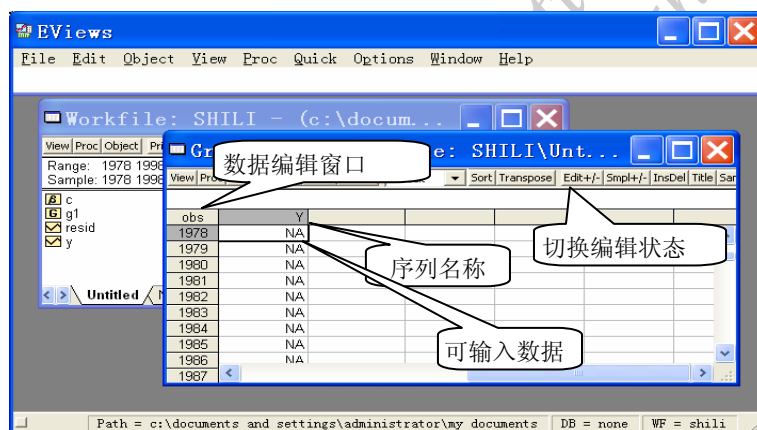 EViews
File Edit Object View Proc Quick Options Window Help
Workfile: SHILI - (c:\docum...
View Proc Object
Range: 1978 1998
Sample: 1978 1998
c
g1
resid
y
Untitled
e: SHILI\Unt...
数据编辑窗口
Sort Transpose Edit+/- Smpl+/- InsDel Title
obs Y
1978 NA
1979 NA
1980 NA
1981 NA
1982 NA
1983 NA
1984 NA
1985 NA
1986 NA
1987
切换编辑状态
序列名称
可输入数据
Path = c:\documents and settings\administrator\my documents DB = none WF = shili